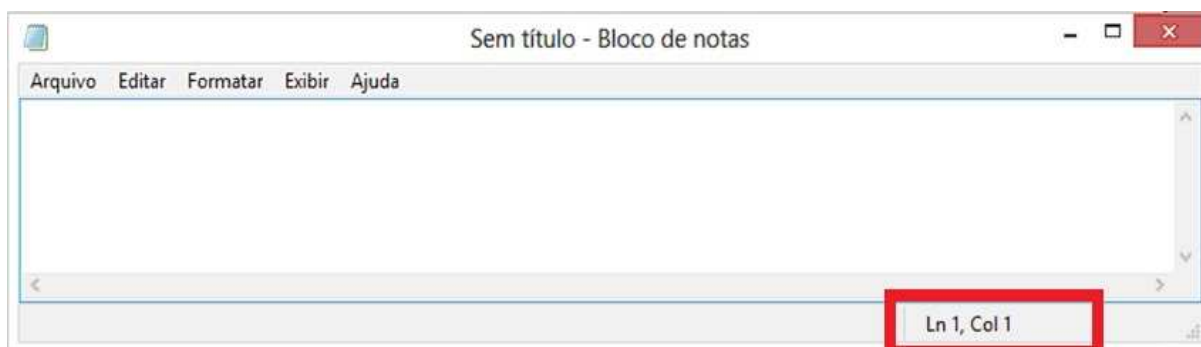 Sem título - Bloco de notas
Arquivo Editar Formatar Exibir Ajuda
Ln 1, Col 1